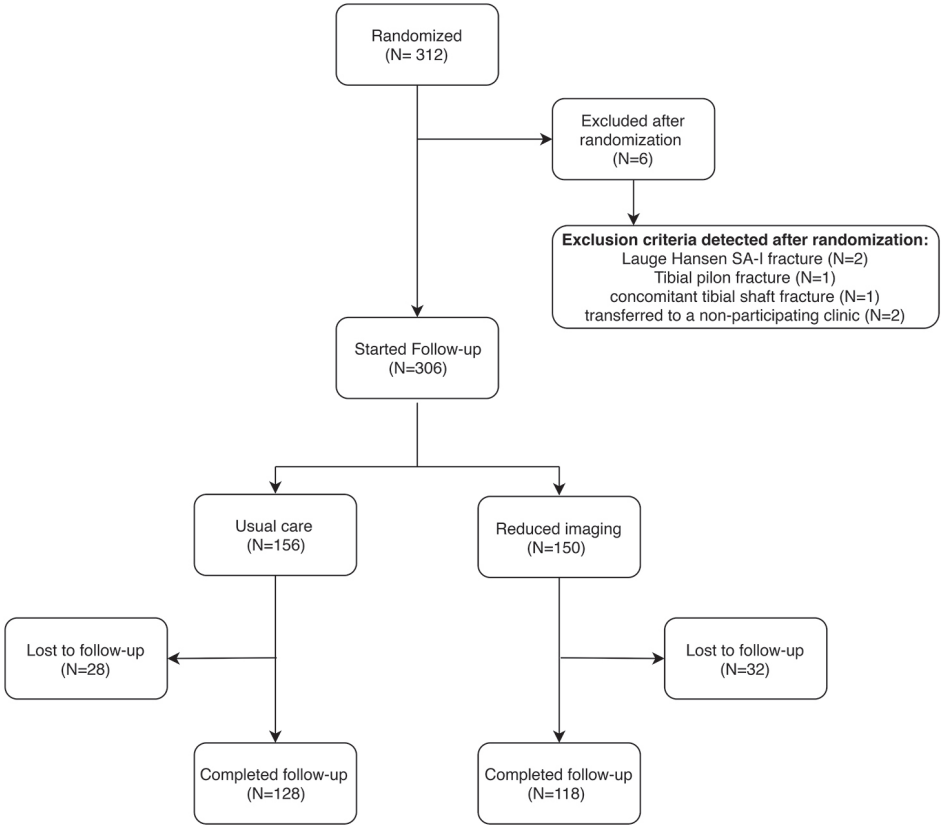 Randomized
(N= 312)
Excluded after
randomization
(N=6)
Exclusion criteria detected after randomization:
Lauge Hansen SA-I fracture (N=2)
Tibial pilon fracture (N=1)
concomitant tibial shaft fracture (N=1)
transferred to a non-participating clinic (N=2)
Started Follow-up
(N=306)
Usual care
(N=156)
Reduced imaging
(N=150)
Lost to follow-up
(N=28)
Lost to follow-up
(N=32)
Completed follow-up
(N=128)
Completed follow-up
(N=118)